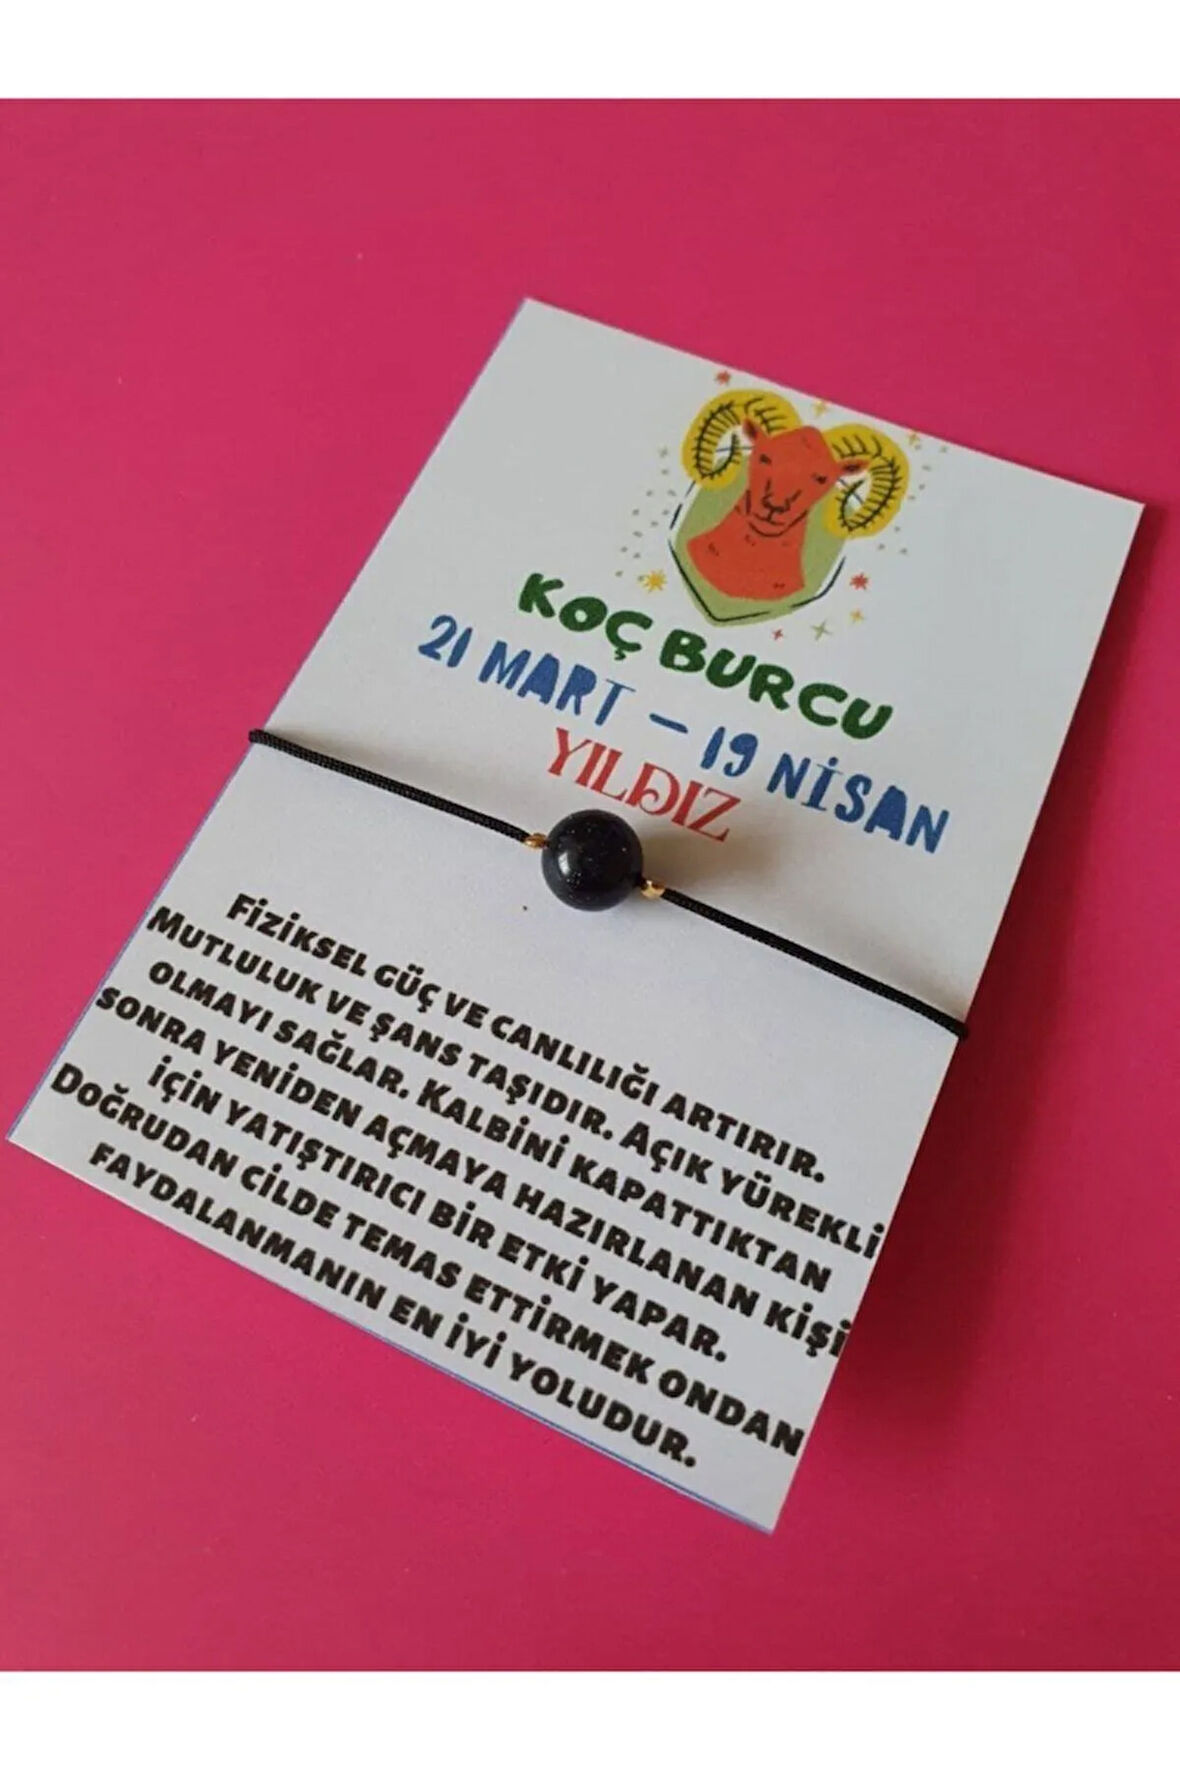 KOÇ BURCU
21 MART – 19 NİSAN
YILDIZ
FİZİKSEL GÜÇ VE CANLILIĞI ARTIRIR.
MUTLULUK VE ŞANS TAŞIDIR. AÇIK YÜREKLİ
OLMAYI SAĞLAR. KALBİNİ KAPATTIKTAN
SONRA YENİDEN AÇMAYA HAZIRLANAN KİŞİ
İÇİN YATIŞTIRICI BİR ETKİ YAPAR.
DOĞRUDAN CİLDE TEMAS ETTİRMEK ONDAN
FAYDALANMANIN EN İYİ YOLUDUR.